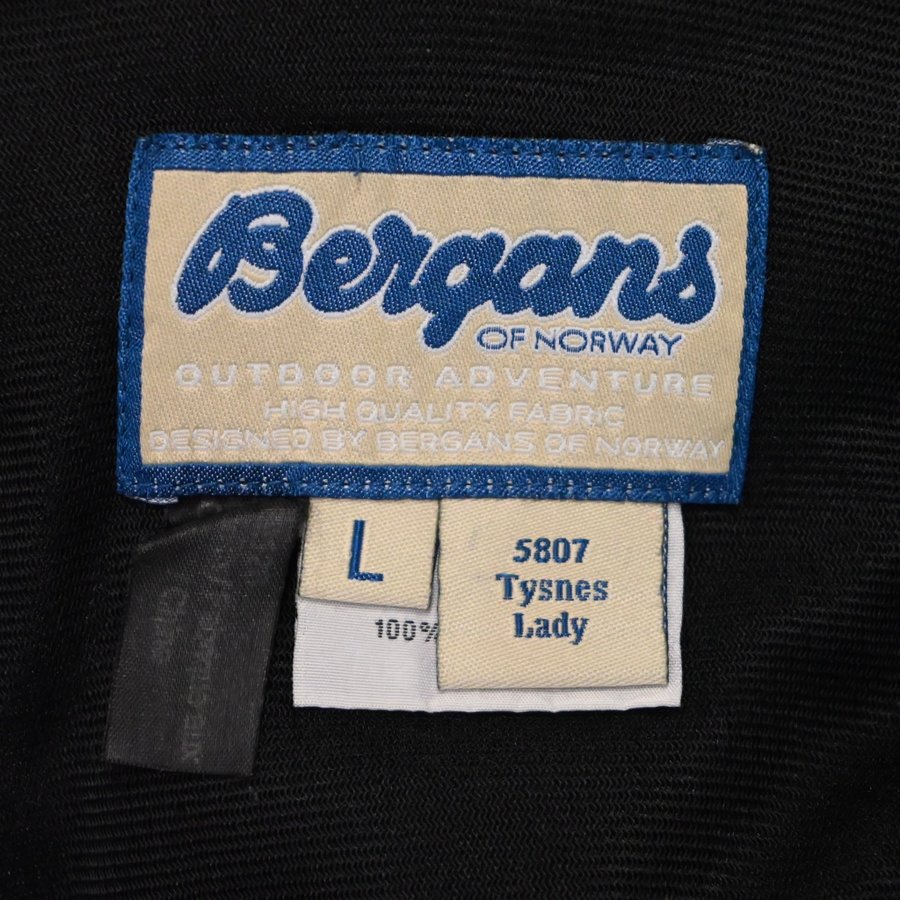 Bergans
OF NORWAY
OUTDOOR ADVENTURE
HIGH QUALITY FABRIC
DESIGNED BY BERGANS OF NORWAY
L
5807
Tysnes
Lady
100%